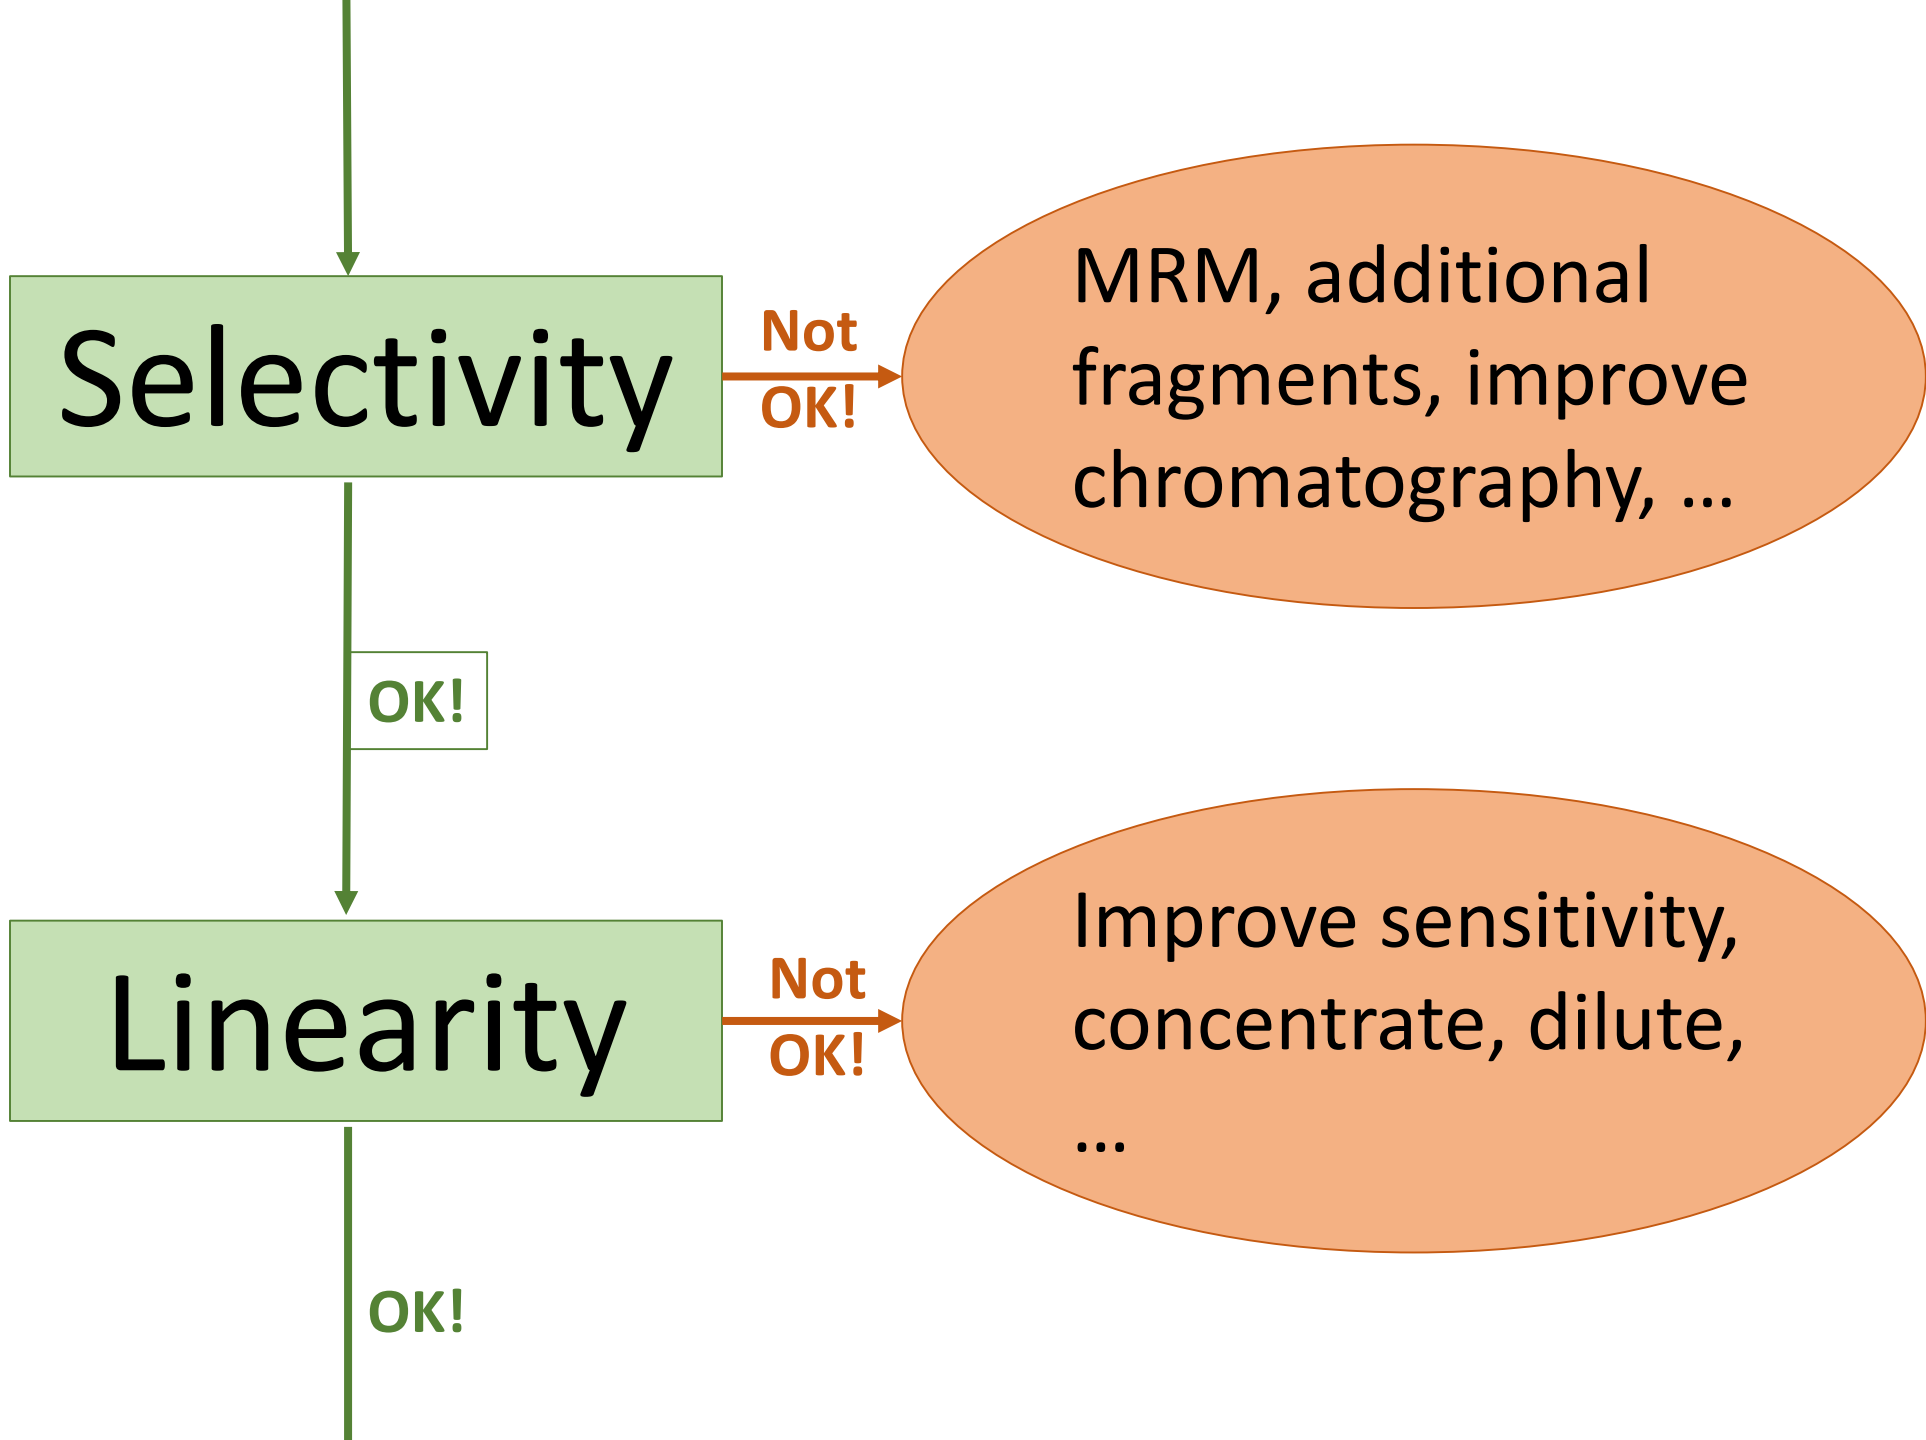 Selectivity
Not
OK!
MRM, additional
fragments, improve
chromatography, ...
OK!
Linearity
Not
OK!
Improve sensitivity,
concentrate, dilute,
...
OK!